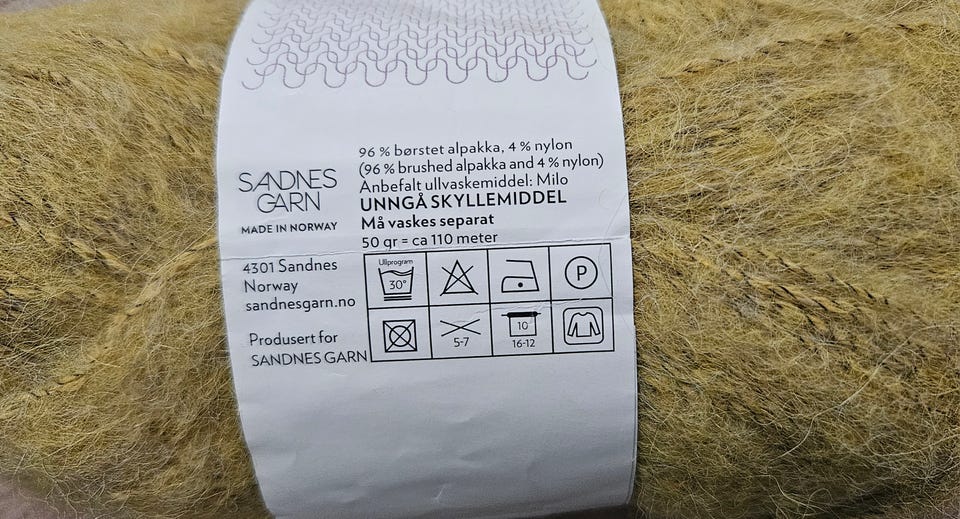 96 % børstet alpakka, 4 % nylon
(96 % brushed alpakka and 4 % nylon)
Anbefalt ullvaskemiddel: Milo
UNNGÅ SKYLLEMIDDEL
Må vaskes separat
50 gr = ca 110 meter
SANDNES
GARN
MADE IN NORWAY
4301 Sandnes
Norway
sandnesgarn.no
Produsert for
SANDNES GARN
Ullprogram
30°
P
5-7
10
16-12